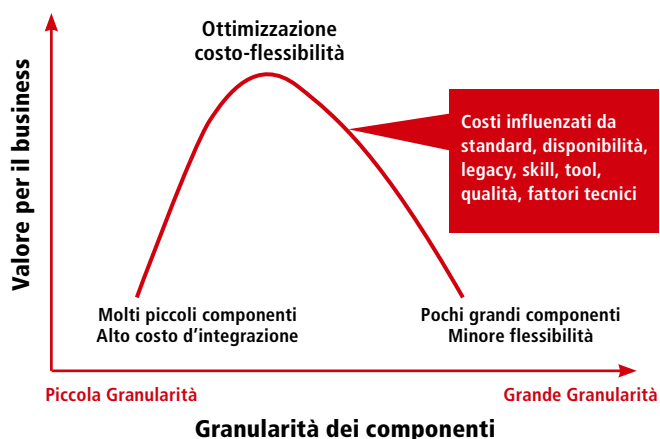 Ottimizzazione
costo-flessibilità
Valore per il business
Costi influenzati da
standard, disponibilità,
legacy, skill, tool,
qualità, fattori tecnici
Molti piccoli componenti
Alto costo d'integrazione
Pochi grandi componenti
Minore flessibilità
Piccola Granularità
Grande Granularità
Granularità dei componenti